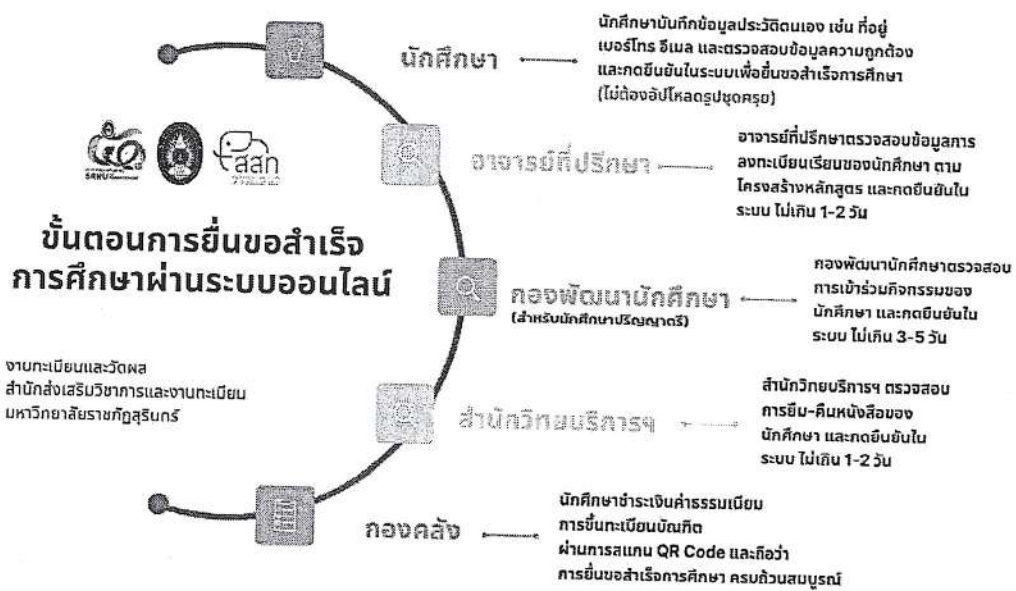 นักศึกษา
นักศึกษาบันทึกข้อมูลประวัติตนเอง เช่น ที่อยู่
เบอร์โทร อีเมล และตรวจสอบข้อมูลความถูกต้อง
และกดยืนยันในระบบเพื่อยื่นขอสำเร็จการศึกษา
(ไม่ต้องอัปโหลดรูปชุดครุย)
อาจารย์ที่ปรึกษา
อาจารย์ที่ปรึกษาตรวจสอบข้อมูลการ
ลงทะเบียนเรียนของนักศึกษา ตาม
โครงสร้างหลักสูตร และกดยืนยันใน
ระบบ ไม่เกิน 1-2 วัน
SRRU
สสท
ขั้นตอนการยื่นขอสำเร็จ
การศึกษาผ่านระบบออนไลน์
กองพัฒนานักศึกษา
(สำหรับนักศึกษาปริญญาตรี)
กองพัฒนานักศึกษาตรวจสอบ
การเข้าร่วมกิจกรรมของ
นักศึกษา และกดยืนยันใน
ระบบ ไม่เกิน 3-5 วัน
งานทะเบียนและวัดผล
สำนักส่งเสริมวิชาการและงานทะเบียน
มหาวิทยาลัยราชภัฏสุรินทร์
สำนักวิทยบริการฯ
สำนักวิทยบริการฯ ตรวจสอบ
การยืม-คืนหนังสือของ
นักศึกษา และกดยืนยันใน
ระบบ ไม่เกิน 1-2 วัน
กองคลัง
นักศึกษาชำระเงินค่าธรรมเนียม
การขึ้นทะเบียนบัณฑิต
ผ่านการสแกน QR Code และถือว่า
การยื่นขอสำเร็จการศึกษา ครบถ้วนสมบูรณ์